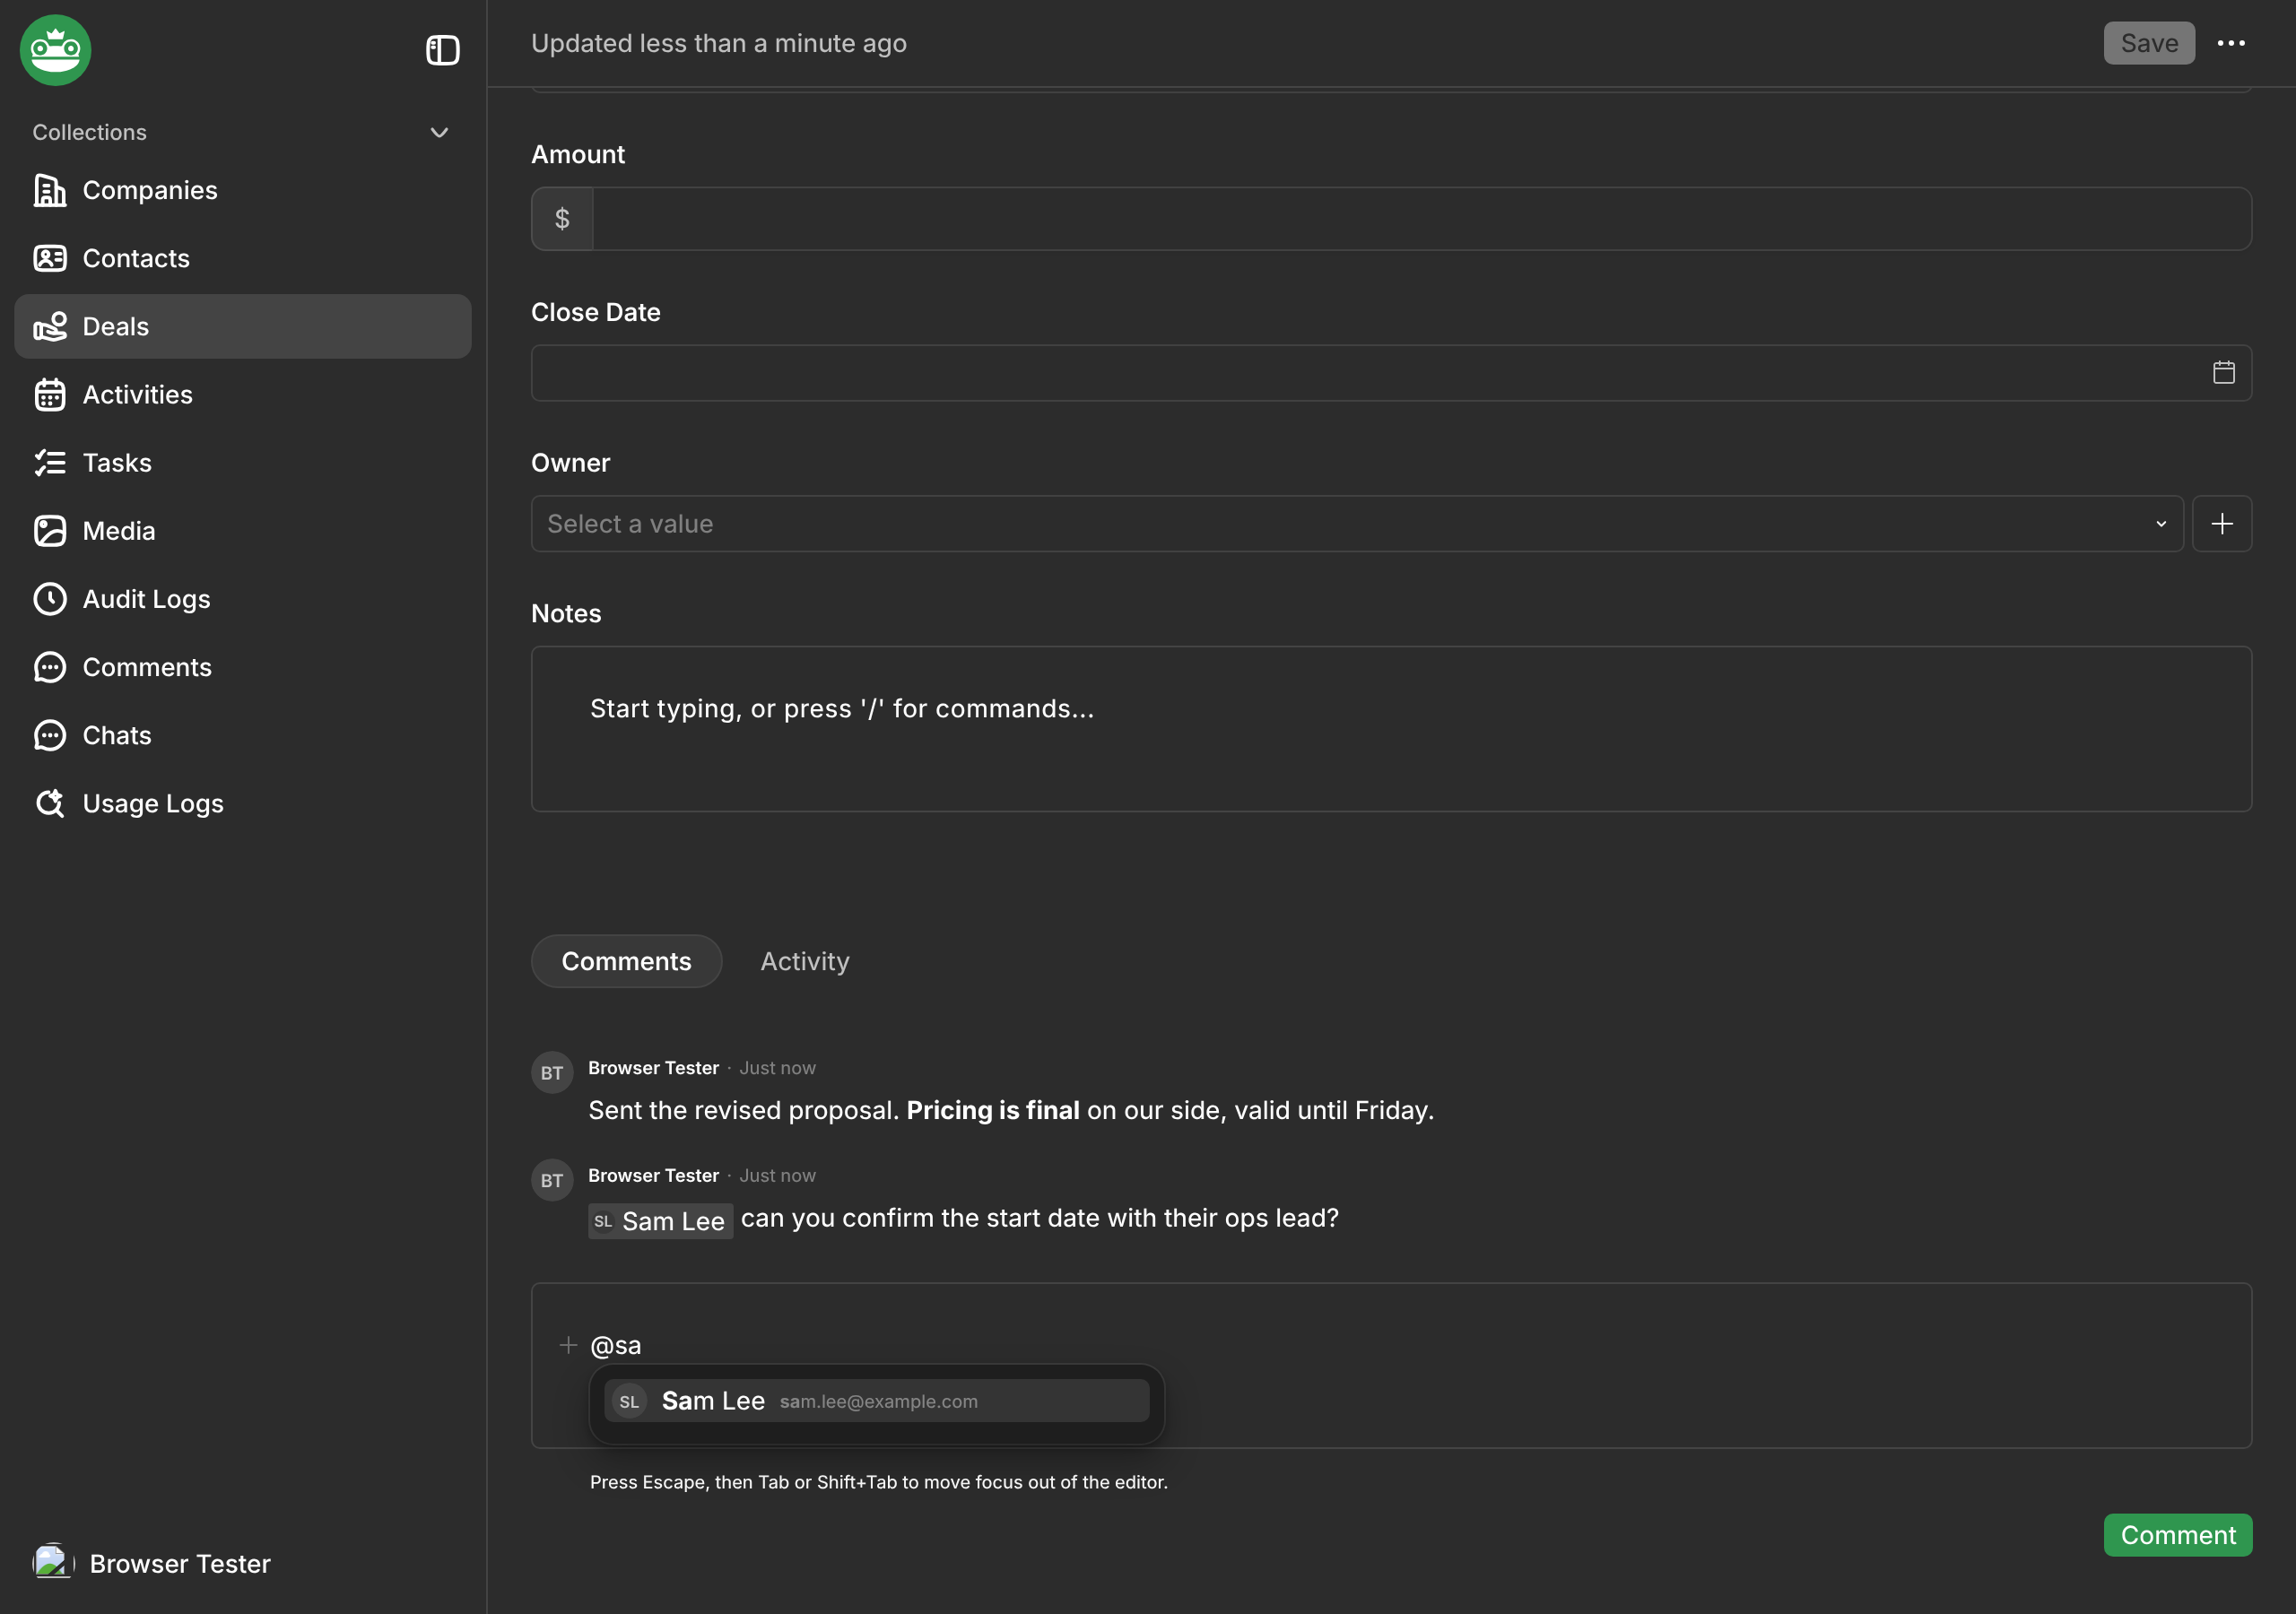 Updated less than a minute ago
Save
Collections
Companies
Contacts
Deals
Activities
Tasks
Media
Audit Logs
Comments
Chats
Usage Logs
Browser Tester
Amount
$
Close Date
Owner
Select a value
Notes
Start typing, or press '/' for commands...
Comments
Activity
BT
Browser Tester · Just now
Sent the revised proposal. Pricing is final on our side, valid until Friday.
BT
Browser Tester · Just now
SL Sam Lee can you confirm the start date with their ops lead?
@sa
SL Sam Lee sam.lee@example.com
Press Escape, then Tab or Shift+Tab to move focus out of the editor.
Comment